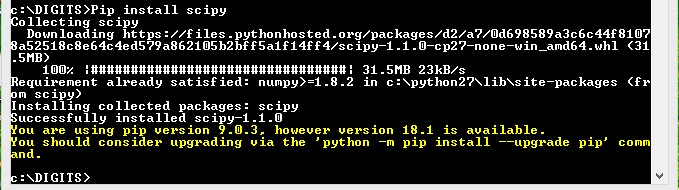 c:\DIGITS>Pip install scipy
Collecting scipy
  Downloading https://files.pythonhosted.org/packages/d2/a7/0d698589a3c6c44f8107
8a52518c8e64c4ed579a862105b2bff5a1f14ff4/scipy-1.1.0-cp27-none-win_amd64.whl (31
.5MB)
    100% |################################| 31.5MB 23kB/s
Requirement already satisfied: numpy>=1.8.2 in c:\python27\lib\site-packages (fr
om scipy)
Installing collected packages: scipy
Successfully installed scipy-1.1.0
You are using pip version 9.0.3, however version 18.1 is available.
You should consider upgrading via the 'python -m pip install --upgrade pip' comm
and.
c:\DIGITS>